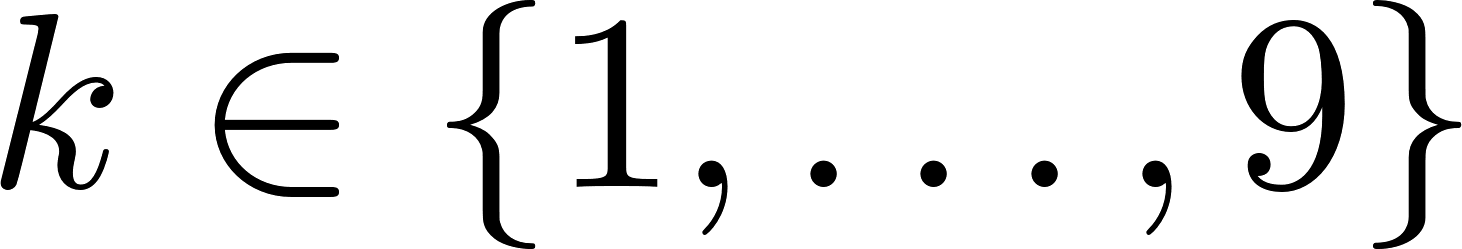 k ∈ {1, . . . , 9}